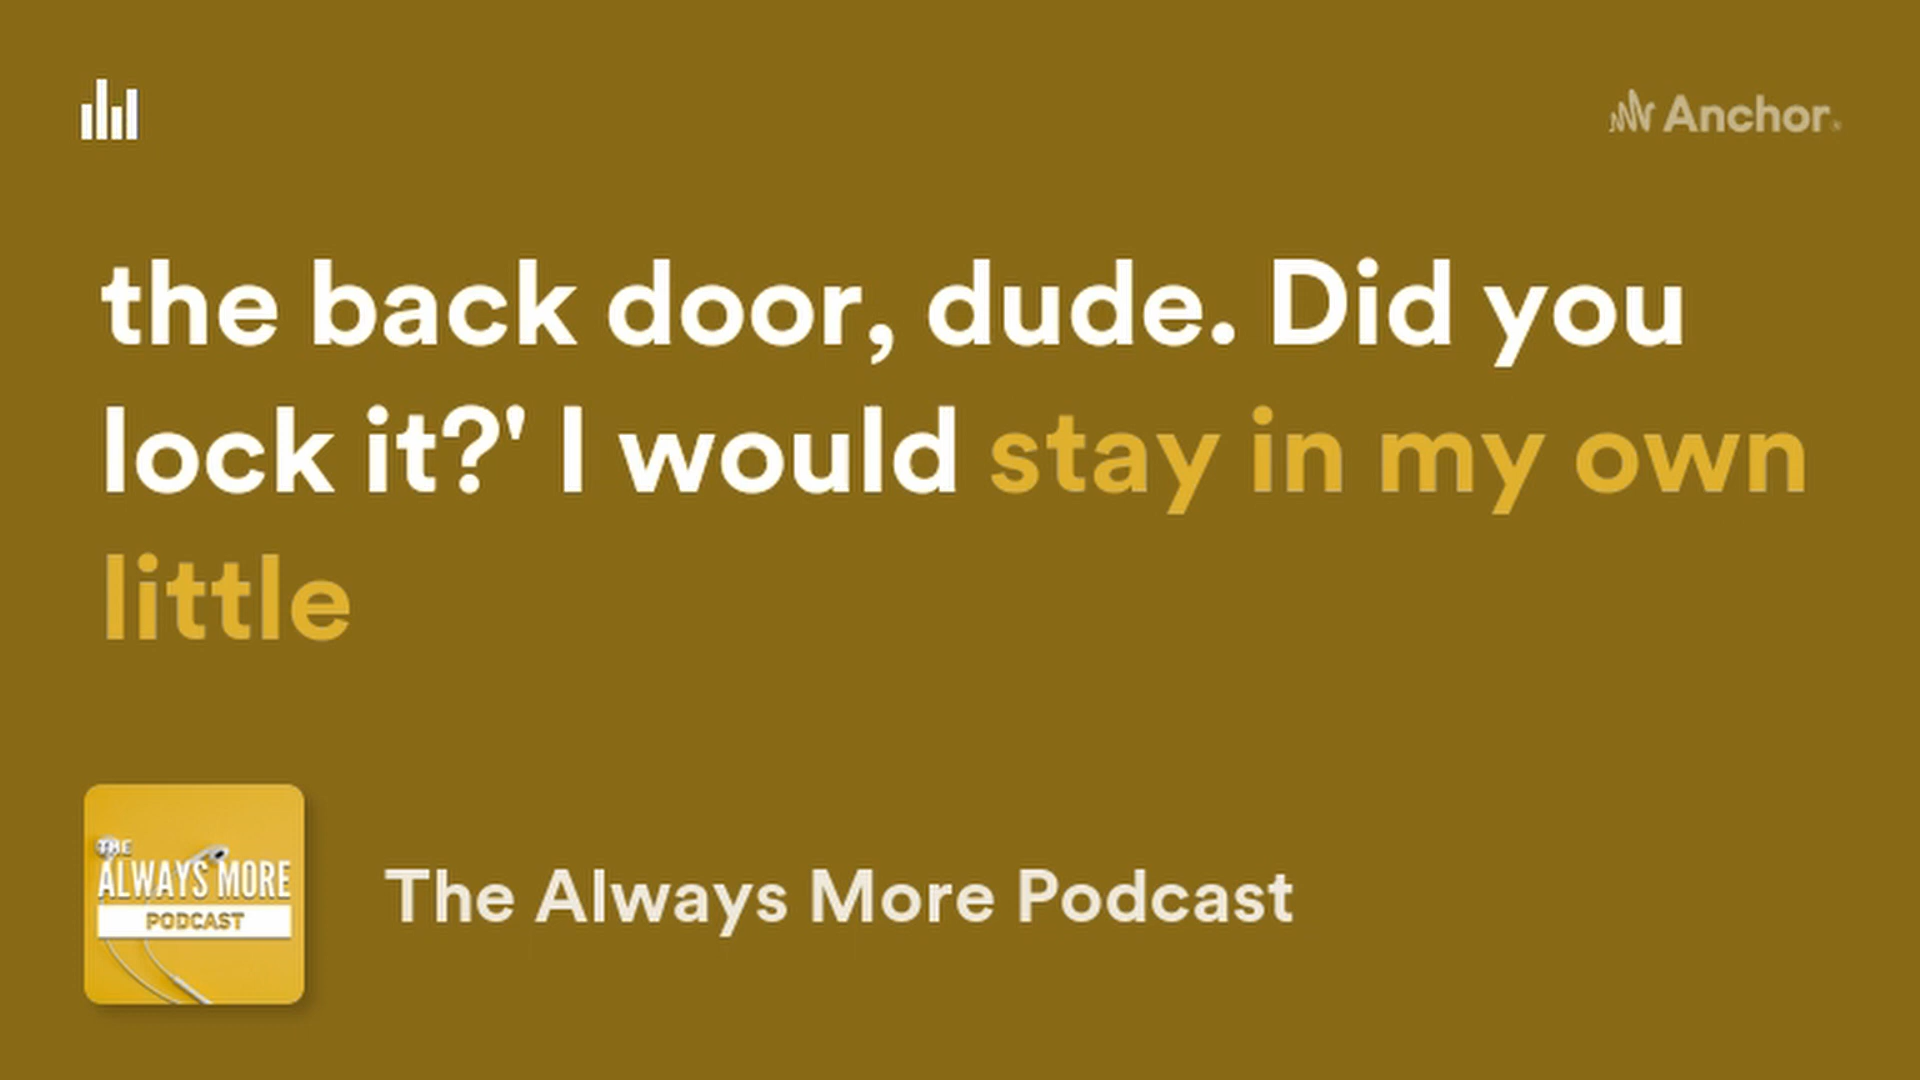 Anchor
the back door, dude. Did you
lock it?' I would stay in my own
little
THE
ALWAYS MORE
PODCAST
The Always More Podcast